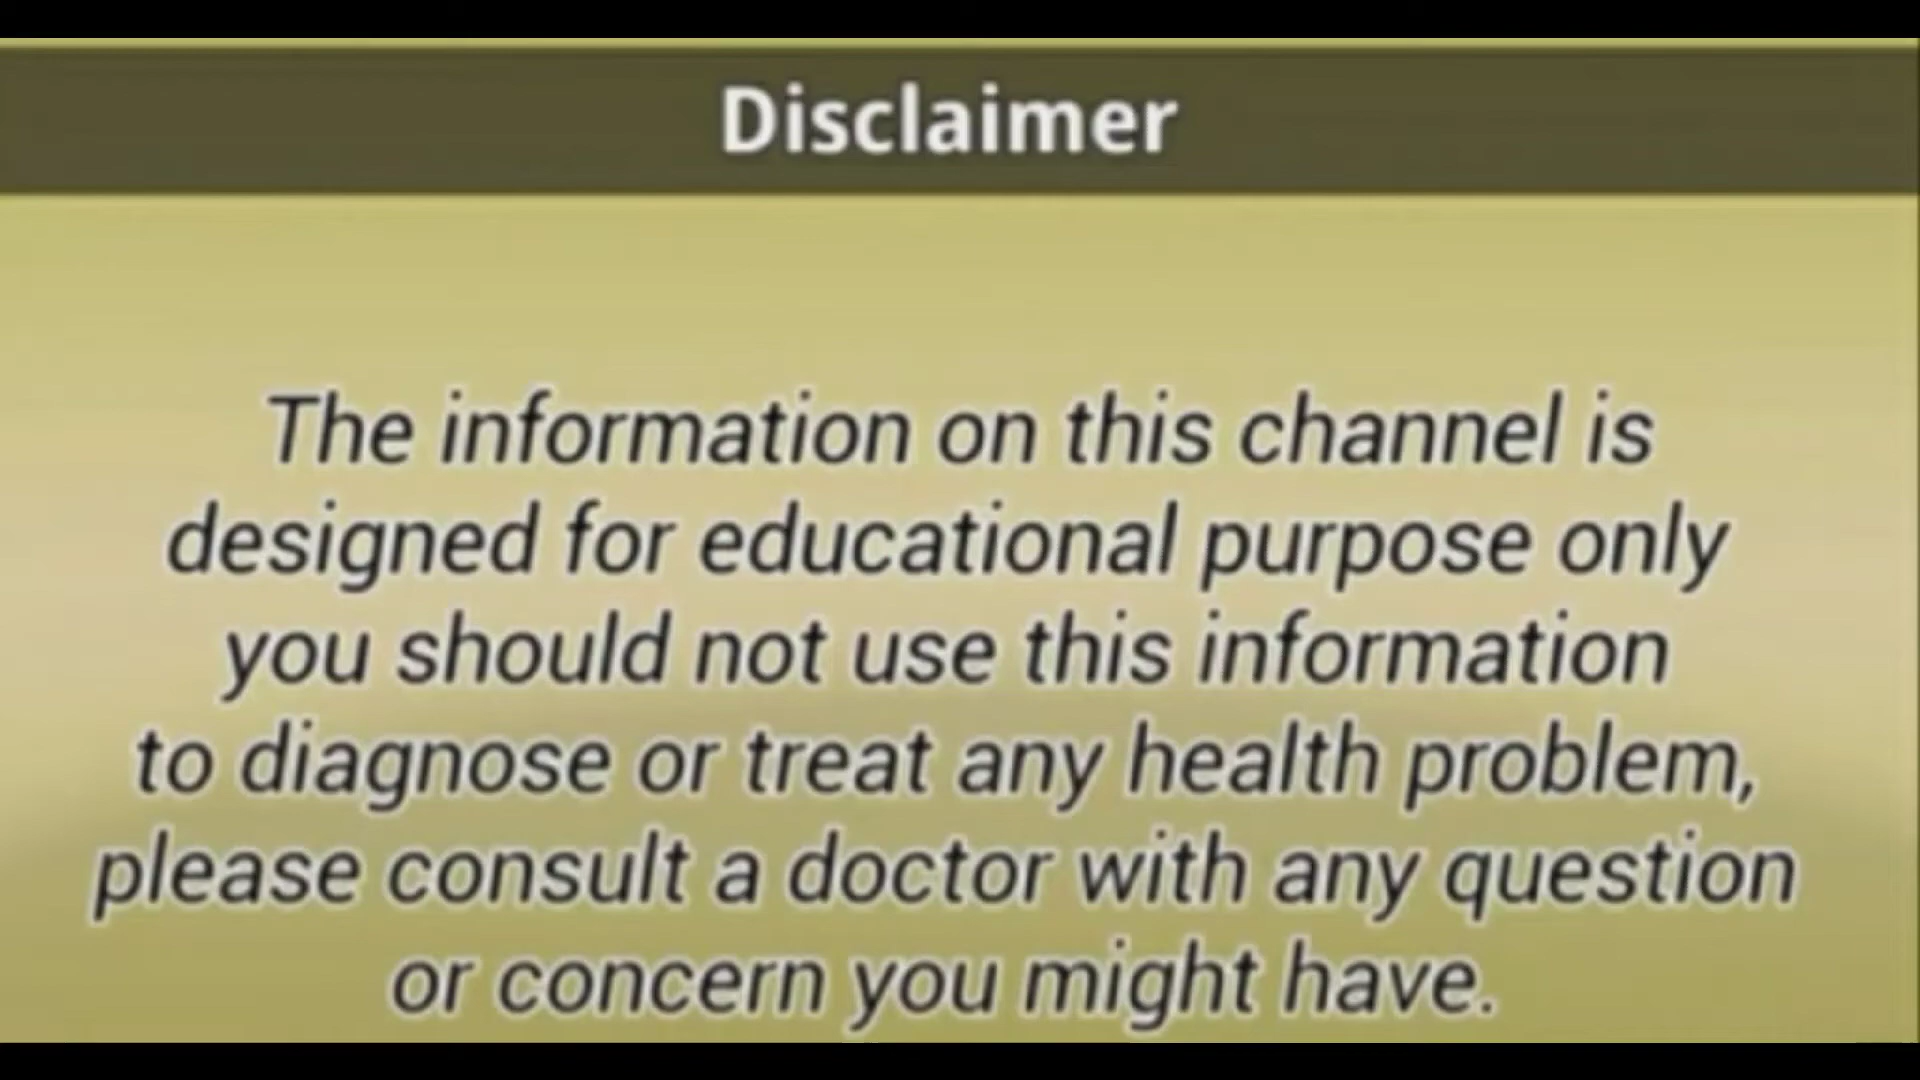 Disclaimer
The information on this channel is
designed for educational purpose only
you should not use this information
to diagnose or treat any health problem,
please consult a doctor with any question
or concern you might have.